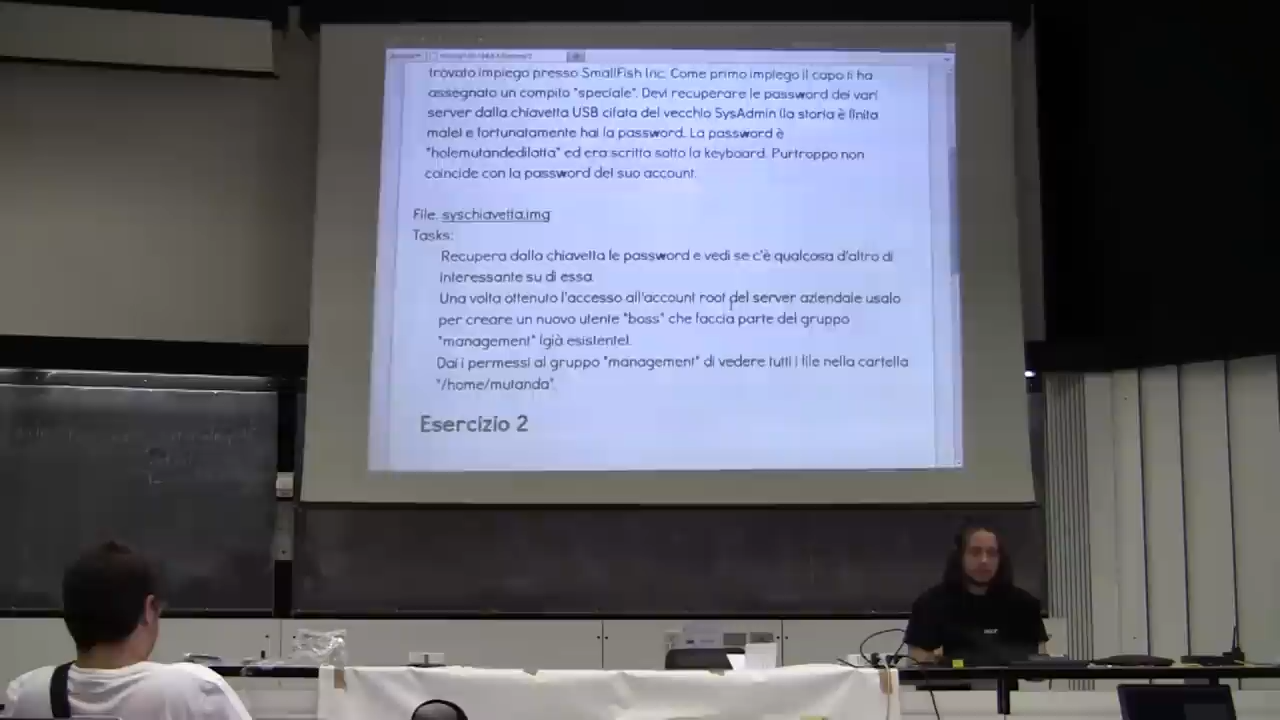 trovato impiego presso SmallFish Inc. Come primo impiego il capo ti ha
assegnato un compito "speciale". Devi recuperare le password dei vari
server dalla chiavetta USB cifata del vecchio SysAdmin (la storia è finita
male) e fortunatamente hai la password. La password è
"holemutandedilatta" ed era scritta sotto la keyboard. Purtroppo non
coincide con la password del suo account.
File: syschiavetta.img
Tasks:
Recupera dalla chiavetta le password e vedi se c'è qualcosa d'altro di
interessante su di essa
Una volta ottenuto l'accesso all'account root del server aziendale usalo
per creare un nuovo utente "boss" che faccia parte del gruppo
"management" (già esistente).
Dai i permessi al gruppo "management" di vedere tutti i file nella cartella
"/home/mutanda".
Esercizio 2